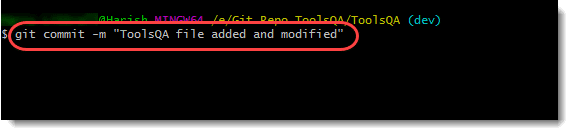 @Harish MINGW64 /e/Git Repo ToolsQA/ToolsQA (dev)
$ git commit -m "ToolsQA file added and modified"